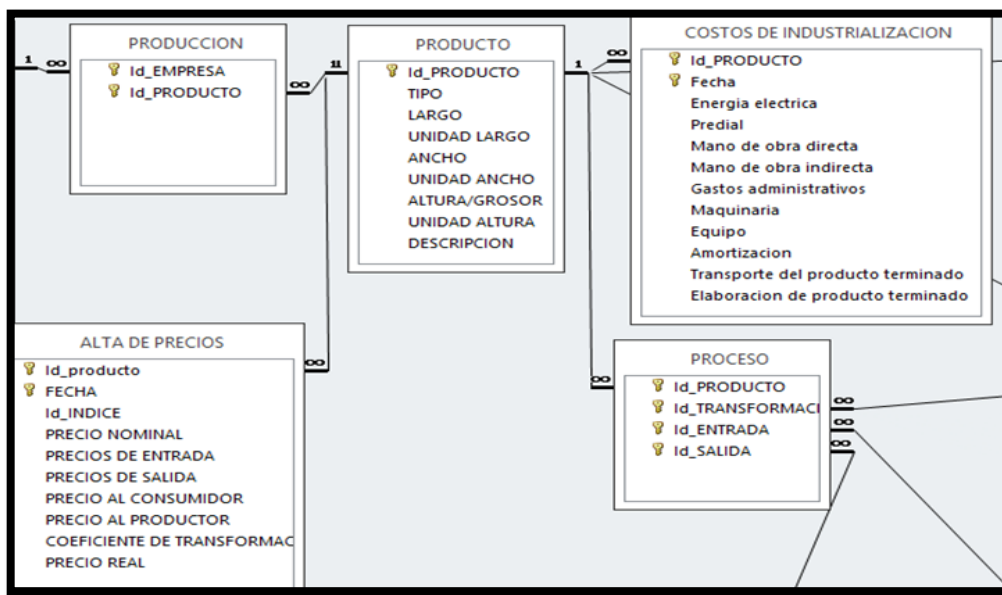 PRODUCCION
Id_EMPRESA
Id_PRODUCTO
PRODUCTO
Id_PRODUCTO
TIPO
LARGO
UNIDAD LARGO
ANCHO
UNIDAD ANCHO
ALTURA/GROSOR
UNIDAD ALTURA
DESCRIPCION
COSTOS DE INDUSTRIALIZACION
Id_PRODUCTO
Fecha
Energia electrica
Predial
Mano de obra directa
Mano de obra indirecta
Gastos administrativos
Maquinaria
Equipo
Amortizacion
Transporte del producto terminado
Elaboracion de producto terminado
ALTA DE PRECIOS
Id_producto
FECHA
Id_INDICE
PRECIO NOMINAL
PRECIOS DE ENTRADA
PRECIOS DE SALIDA
PRECIO AL CONSUMIDOR
PRECIO AL PRODUCTOR
COEFICIENTE DE TRANSFORMAC
PRECIO REAL
PROCESO
Id_PRODUCTO
Id_TRANSFORMACI
Id_ENTRADA
Id_SALIDA
1
∞
∞
11
1
∞
∞
∞
∞
∞
∞